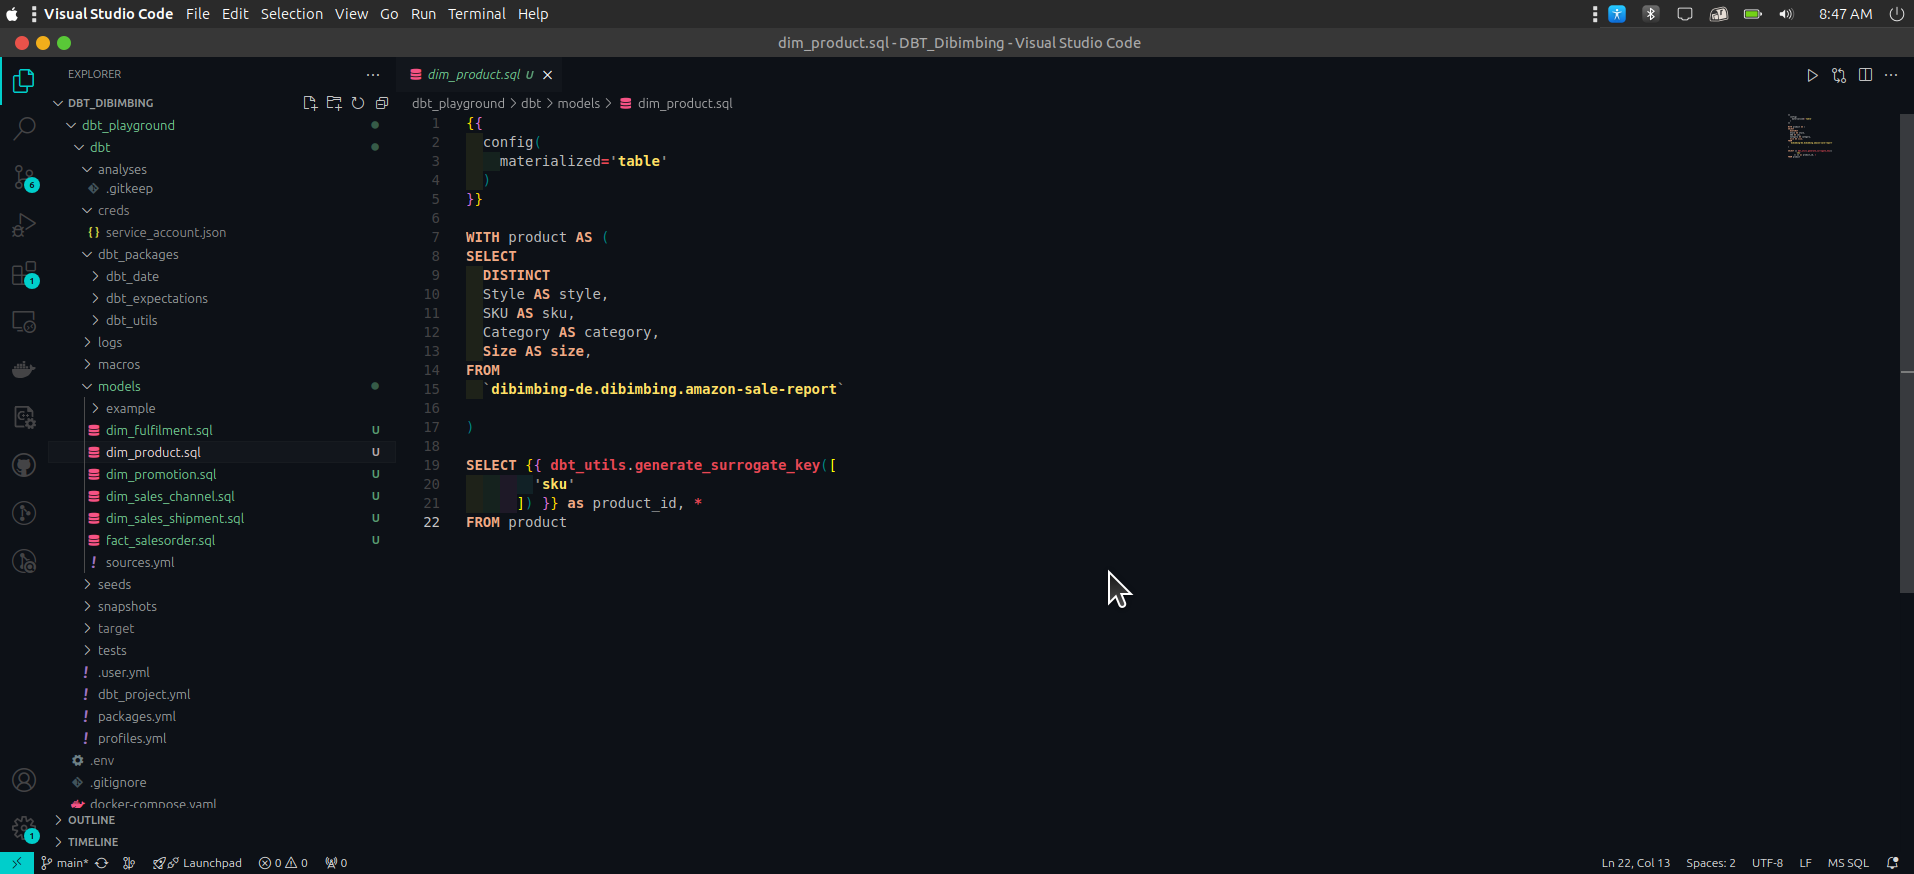 Visual Studio Code File Edit Selection View Go Run Terminal Help 8:47 AM
dim_product.sql - DBT_Dibimbing - Visual Studio Code
EXPLORER
DBT_DIBIMBING
dbt_playground
dbt
analyses
.gitkeep
creds
{} service_account.json
dbt_packages
dbt_date
dbt_expectations
dbt_utils
logs
macros
models
example
dim_fulfilment.sql U
dim_product.sql U
dim_promotion.sql U
dim_sales_channel.sql U
dim_sales_shipment.sql U
fact_salesorder.sql U
! sources.yml
seeds
snapshots
target
tests
! .user.yml
! dbt_project.yml
! packages.yml
! profiles.yml
.env
.gitignore
docker-compose.yaml
OUTLINE
TIMELINE
6
1
1
dim_product.sql U
dbt_playground > dbt > models > dim_product.sql
1 {{
2 config(
3 materialized='table'
4 )
5 }}
6
7 WITH product AS (
8 SELECT
9 DISTINCT
10 Style AS style,
11 SKU AS sku,
12 Category AS category,
13 Size AS size,
14 FROM
15 `dibimbing-de.dibimbing.amazon-sale-report`
16
17 )
18
19 SELECT {{ dbt_utils.generate_surrogate_key([
20 'sku'
21 ]) }} as product_id, *
22 FROM product
main* Launchpad 0 0 0 Ln 22, Col 13 Spaces: 2 UTF-8 LF MS SQL